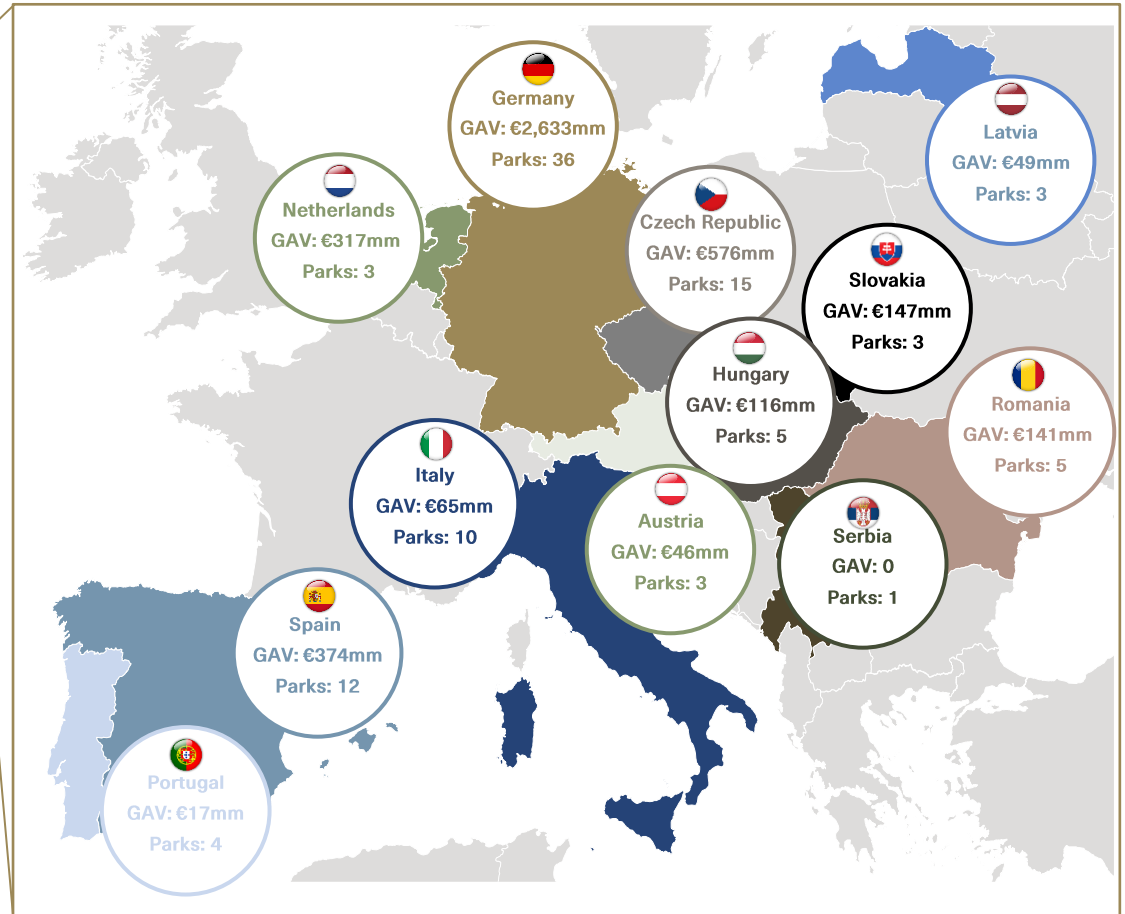 Germany
GAV: €2,633mm
Parks: 36
Latvia
GAV: €49mm
Parks: 3
Netherlands
GAV: €317mm
Parks: 3
Czech Republic
GAV: €576mm
Parks: 15
Slovakia
GAV: €147mm
Parks: 3
Hungary
GAV: €116mm
Parks: 5
Romania
GAV: €141mm
Parks: 5
Italy
GAV: €65mm
Parks: 10
Austria
GAV: €46mm
Parks: 3
Serbia
GAV: 0
Parks: 1
Spain
GAV: €374mm
Parks: 12
Portugal
GAV: €17mm
Parks: 4